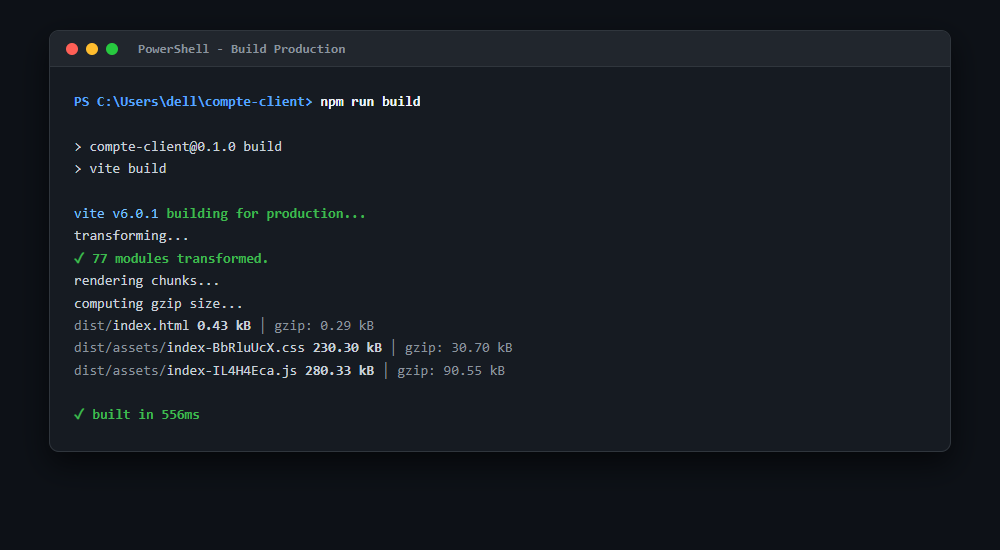 PowerShell - Build Production
PS C:\Users\dell\compte-client> npm run build
> compte-client@0.1.0 build
> vite build
vite v6.0.1 building for production...
transforming...
✓ 77 modules transformed.
rendering chunks...
computing gzip size...
dist/index.html 0.43 kB │ gzip: 0.29 kB
dist/assets/index-BbRluUcX.css 230.30 kB │ gzip: 30.70 kB
dist/assets/index-IL4H4Eca.js 280.33 kB │ gzip: 90.55 kB
✓ built in 556ms